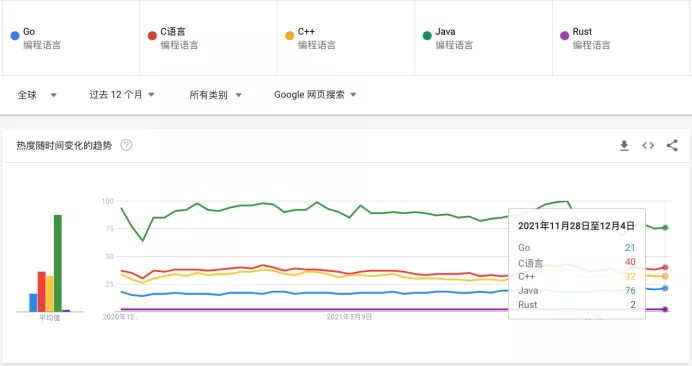 Go
编程语言
C语言
编程语言
C++
编程语言
Java
编程语言
Rust
编程语言
全球
过去 12 个月
所有类别
Google 网页搜索
热度随时间变化的趋势
?
100
75
50
25
平均值
2020年12...
2021年5月9日
2021年11月28日至12月4日
Go 21
C语言 40
C++ 32
Java 76
Rust 2